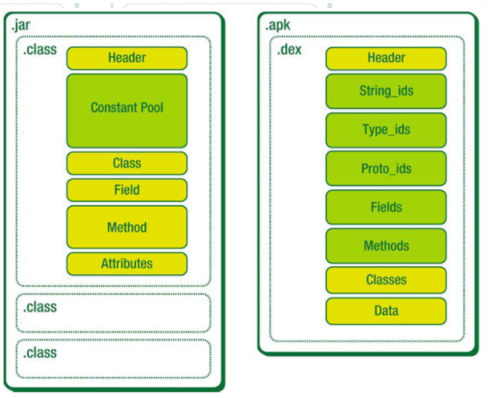 .jar
.class
Header
Constant Pool
Class
Field
Method
Attributes
.class
.class
.apk
.dex
Header
String_ids
Type_ids
Proto_ids
Fields
Methods
Classes
Data